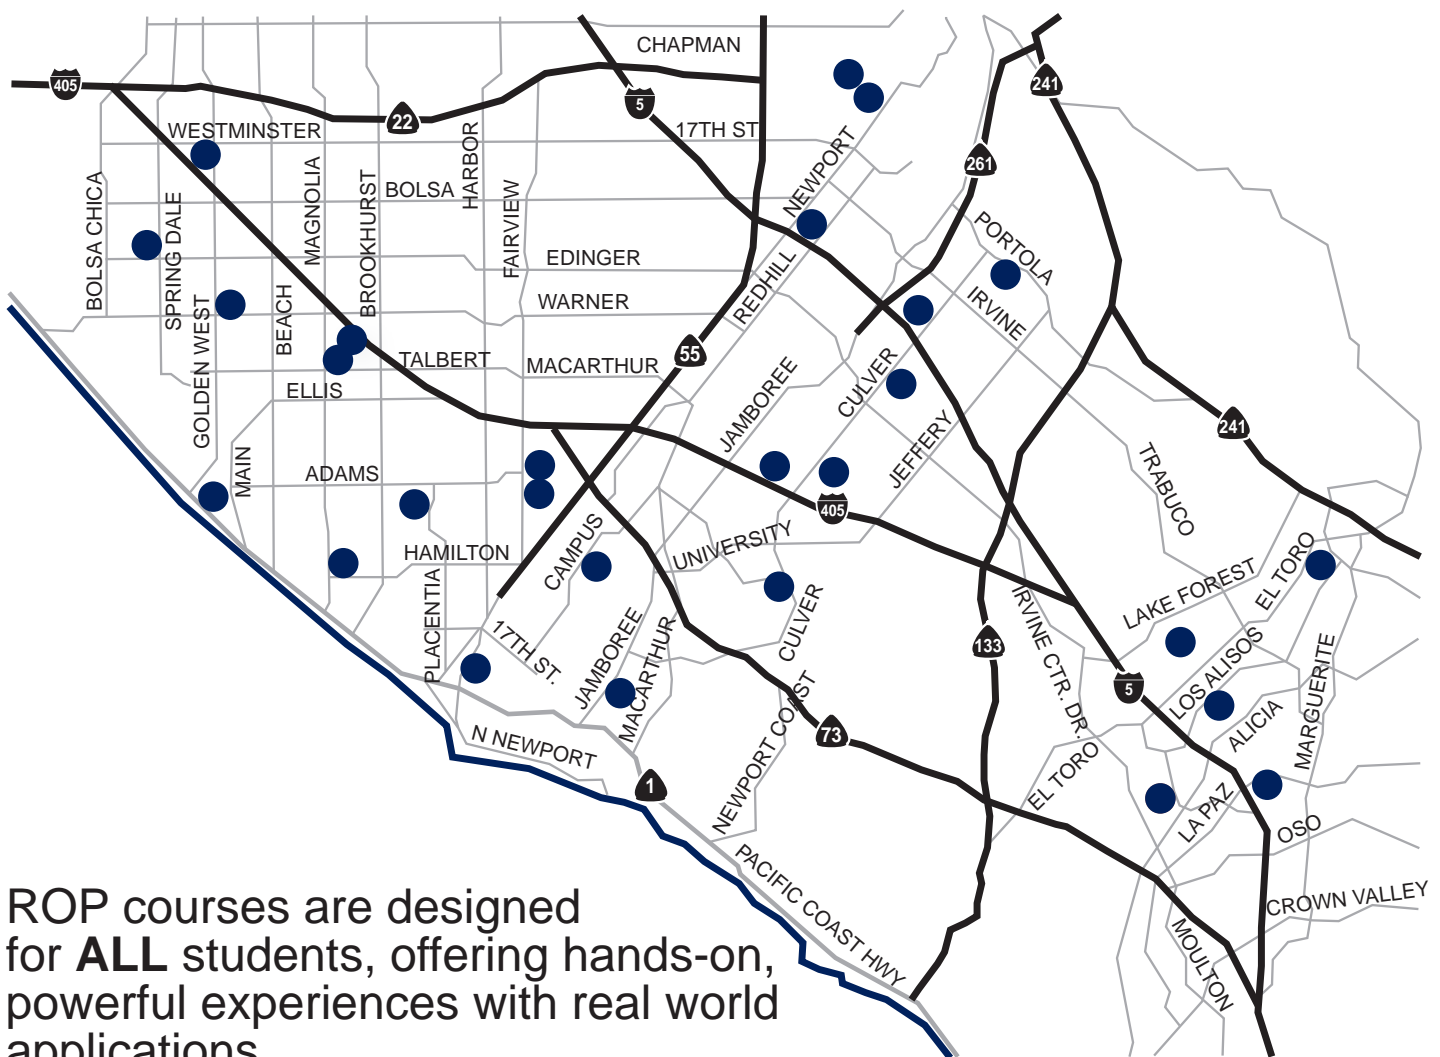 CHAPMAN
405
5
241
22
WESTMINSTER
17TH ST
261
BOLSA CHICA
SPRING DALE
MAGNOLIA
BROOKHURST
BOLSA
HARBOR
FAIRVIEW
NEWPORT
PORTOLA
EDINGER
REDHILL
IRVINE
WARNER
GOLDEN WEST
BEACH
TALBERT
MACARTHUR
55
ELLIS
JAMBOREE
CULVER
JEFFERY
241
MAIN
ADAMS
TRABUCO
405
CAMPUS
UNIVERSITY
HAMILTON
PLACENTIA
17TH ST.
JAMBOREE
MACARTHUR
CULVER
133
IRVINE CTR. DR.
LAKE FOREST
EL TORO
LOS ALISOS
5
ALICIA
MARGUERITE
N NEWPORT
NEWPORT COAST
73
EL TORO
1
LA PAZ
OSO
PACIFIC COAST HWY
CROWN VALLEY
MOULTON
ROP courses are designed
for ALL students, offering hands-on,
powerful experiences with real world
applications